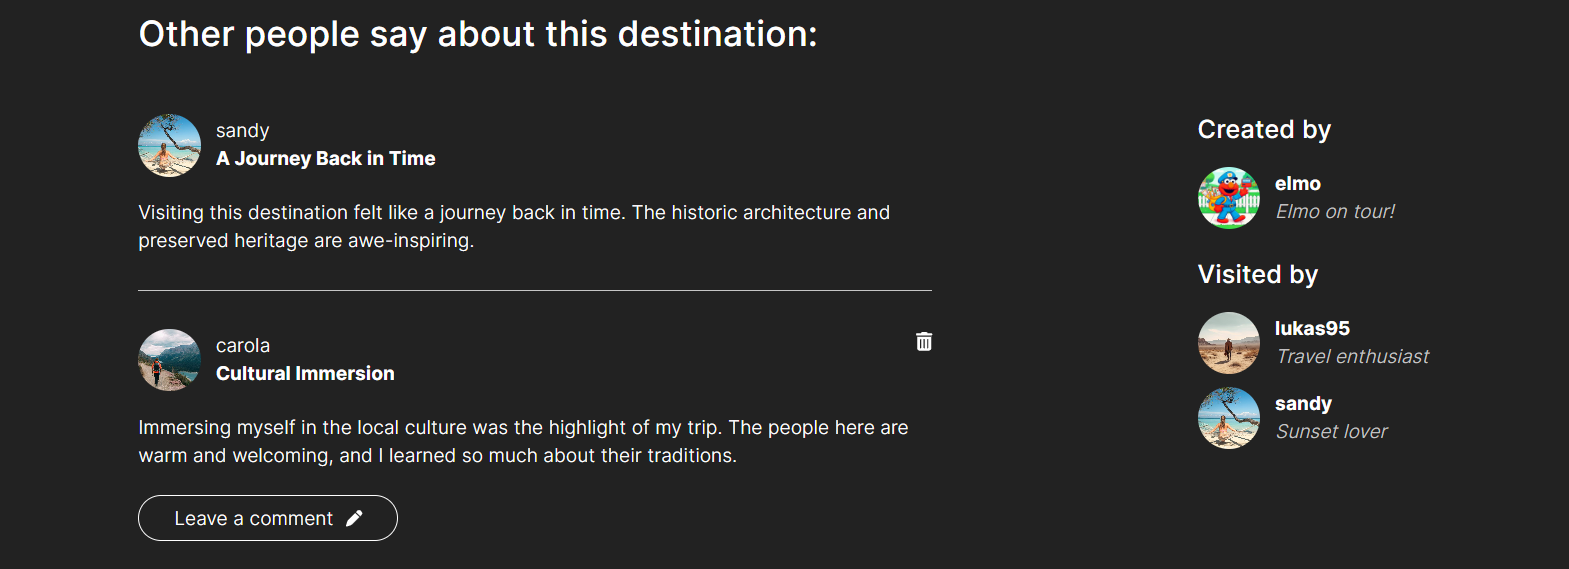 Other people say about this destination:
sandy
A Journey Back in Time
Visiting this destination felt like a journey back in time. The historic architecture and
preserved heritage are awe-inspiring.
carola
Cultural Immersion
Immersing myself in the local culture was the highlight of my trip. The people here are
warm and welcoming, and I learned so much about their traditions.
Leave a comment
Created by
elmo
Elmo on tour!
Visited by
lukas95
Travel enthusiast
sandy
Sunset lover